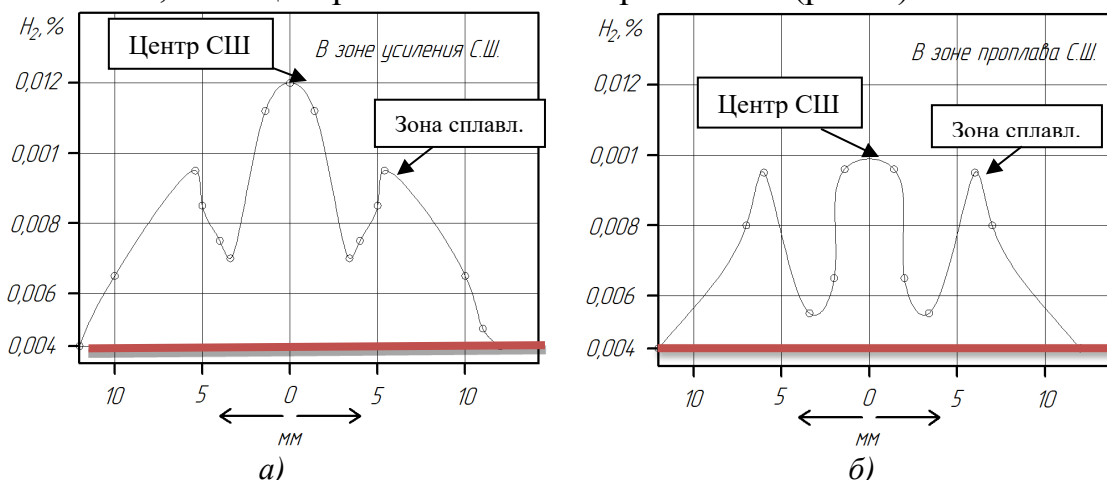 H2,%
Центр СШ
В зоне усиления С.Ш.
0,012
Зона сплавл.
0,001
0,008
0,006
0,004
10 5 0 5 10
мм
а)
H2,%
В зоне проплава С.Ш.
0,012
Центр СШ
Зона сплавл.
0,001
0,008
0,006
0,004
10 5 0 5 10
мм
б)